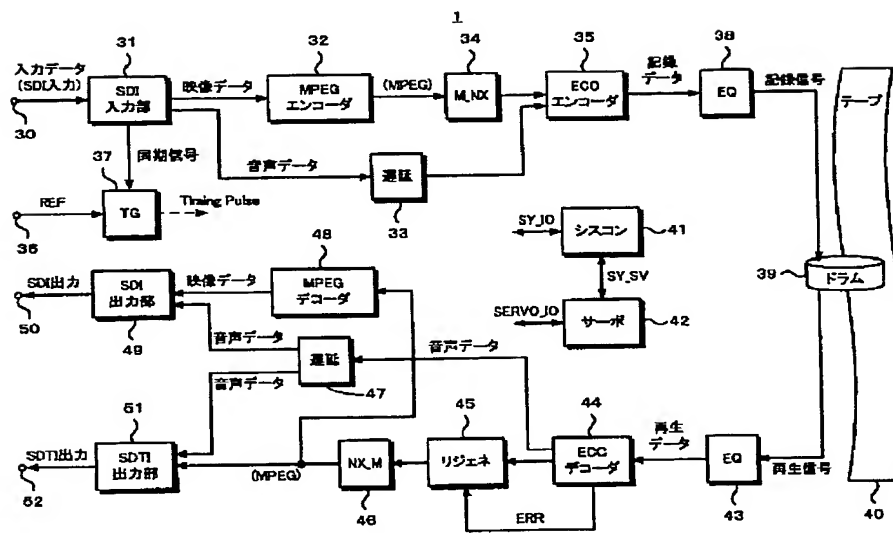 1
31
32
34
35
38
入力データ
(SDI入力)
SDI
入力部
映像データ
MPEG
エンコーダ
(MPEG)
M_NX
ECC
エンコーダ
記録
データ
EQ
記録信号
テープ
30
同期信号
音声データ
遅延
33
37
REF
TG
Timing Pulse
36
SY_IO
シスコン
41
SY_SV
39
ドラム
48
SDI出力
SDI
出力部
映像データ
MPEG
デコーダ
50
49
SERVO_IO
サーボ
42
音声データ
遅延
47
音声データ
音声データ
51
45
44
再生
データ
SDTI出力
SDTI
出力部
(MPEG)
NX_M
リジェネ
ECC
デコーダ
EQ
再生信号
52
46
43
ERR
40